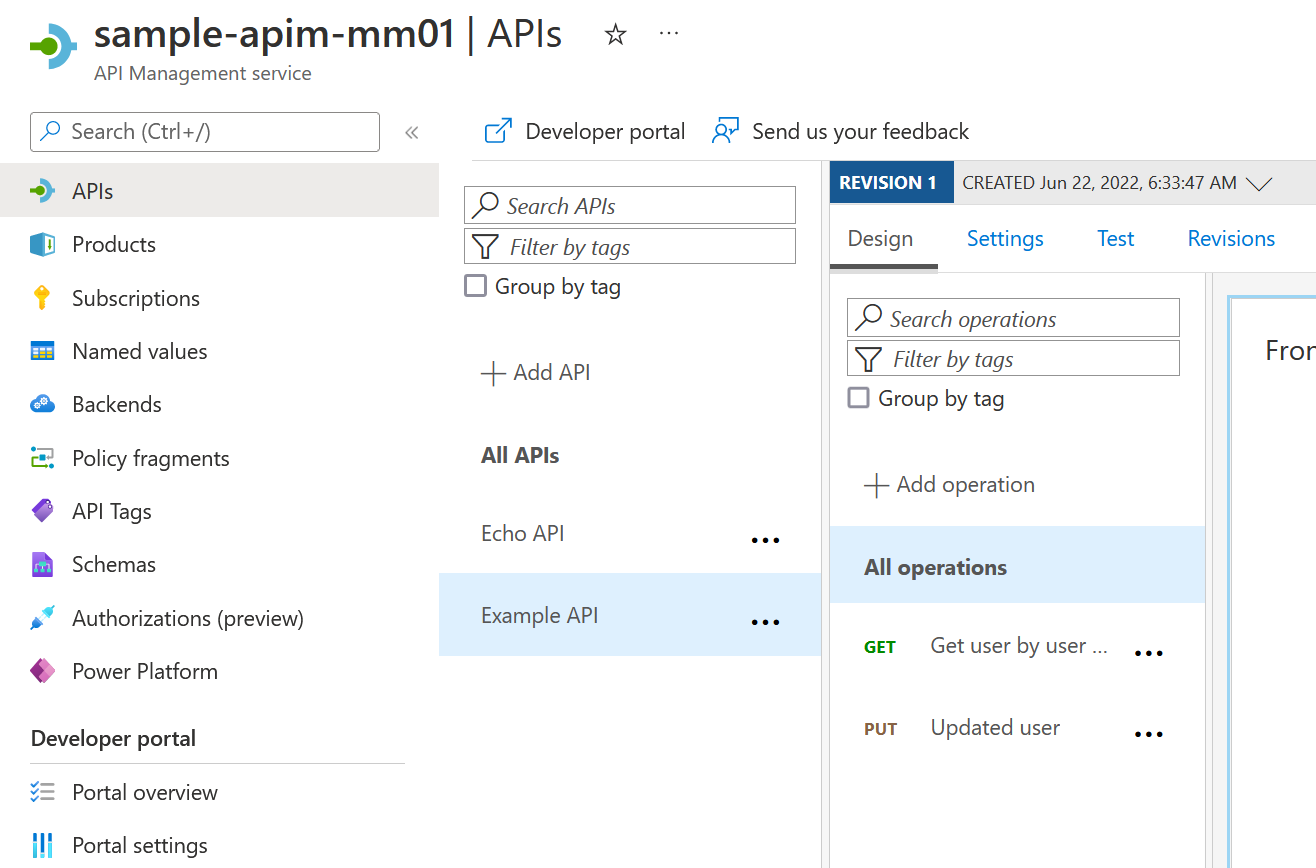 sample-apim-mm01 | APIs
API Management service
Search (Ctrl+/)
APIs
Products
Subscriptions
Named values
Backends
Policy fragments
API Tags
Schemas
Authorizations (preview)
Power Platform
Developer portal
Portal overview
Portal settings
Developer portal
Send us your feedback
Search APIs
Filter by tags
Group by tag
Add API
All APIs
Echo API
Example API
REVISION 1
CREATED Jun 22, 2022, 6:33:47 AM
Design
Settings
Test
Revisions
Search operations
Filter by tags
Group by tag
Add operation
All operations
GET Get user by user ...
PUT Updated user